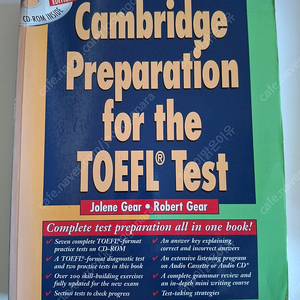 EDITION
CD-ROM INSIDE
Cambridge
Preparation
for the
TOEFL® Test
Jolene Gear • Robert Gear
Complete test preparation all in one book!
✓ Seven complete TOEFL®-format
practice tests on CD-ROM
✓ A TOEFL®-format diagnostic test
and two practice tests in this book
✓ Over 200 skill-building exercises
fully updated for the new exam
✓ Section tests to check progress
✓ An answer key explaining
correct and incorrect answers
✓ An extensive listening program
on Audio Cassette or Audio CD*
✓ A complete grammar review and
an in-depth mini writing course
✓ Test-taking strategies